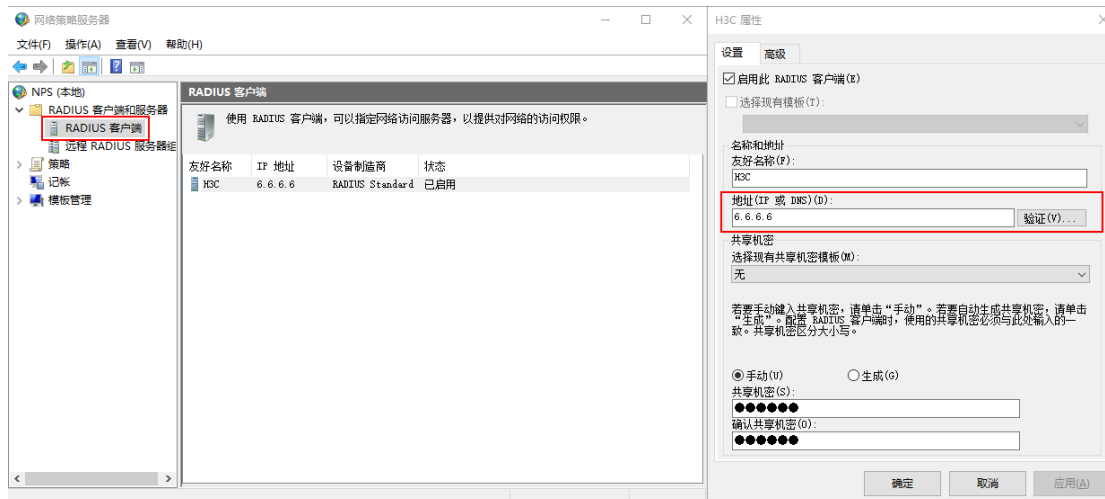 网络策略服务器
文件(F) 操作(A) 查看(V) 帮助(H)
NPS (本地)
RADIUS 客户端和服务器
RADIUS 客户端
远程 RADIUS 服务器组
策略
记帐
模板管理
RADIUS 客户端
使用 RADIUS 客户端，可以指定网络访问服务器，以提供对网络的访问权限。
友好名称 IP 地址 设备制造商 状态
H3C 6.6.6.6 RADIUS Standard 已启用
H3C 属性
设置 高级
启用此 RADIUS 客户端(E)
选择现有模板(T):
名称和地址
友好名称(F):
H3C
地址(IP 或 DNS)(D):
6.6.6.6 验证(V)...
共享机密
选择现有共享机密模板(M):
无
若要手动键入共享机密，请单击“手动”。若要自动生成共享机密，请单击
“生成”。配置 RADIUS 客户端时，使用的共享机密必须与此处输入的一
致。共享机密区分大小写。
手动(U) 生成(G)
共享机密(S):
●●●●●●
确认共享机密(O):
●●●●●●
确定 取消 应用(A)